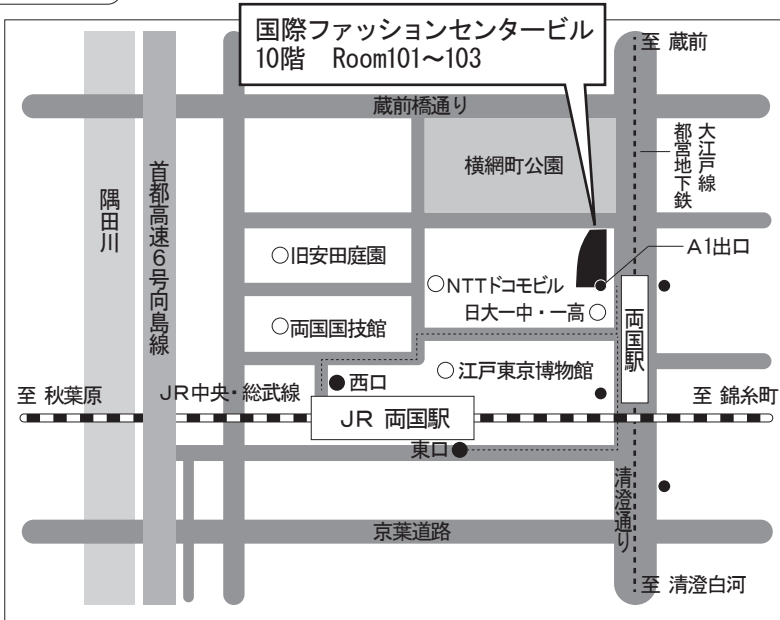 国際ファッションセンタービル
10階 Room101〜103
至 蔵前
蔵前橋通り
大江戸線
都営地下鉄
横網町公園
首都高速6号向島線
隅田川
A1出口
○旧安田庭園
○NTTドコモビル
日大一中・一高○
○両国国技館
両国駅
○江戸東京博物館
●西口
至 秋葉原
JR中央・総武線
至 錦糸町
JR 両国駅
東口●
清澄通り
京葉道路
至 清澄白河